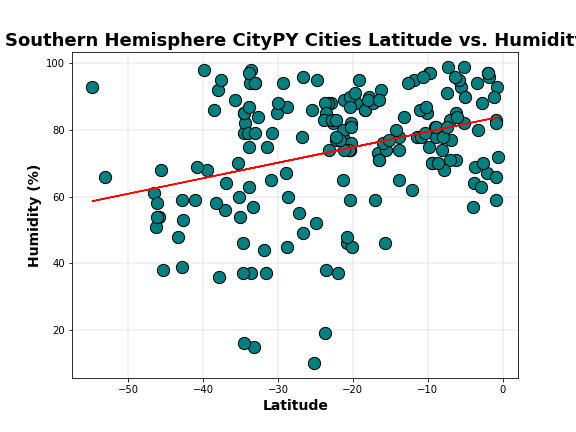 Southern Hemisphere CityPY Cities Latitude vs. Humidity
100
80
60
40
20
Humidity (%)
−50 −40 −30 −20 −10 0
Latitude